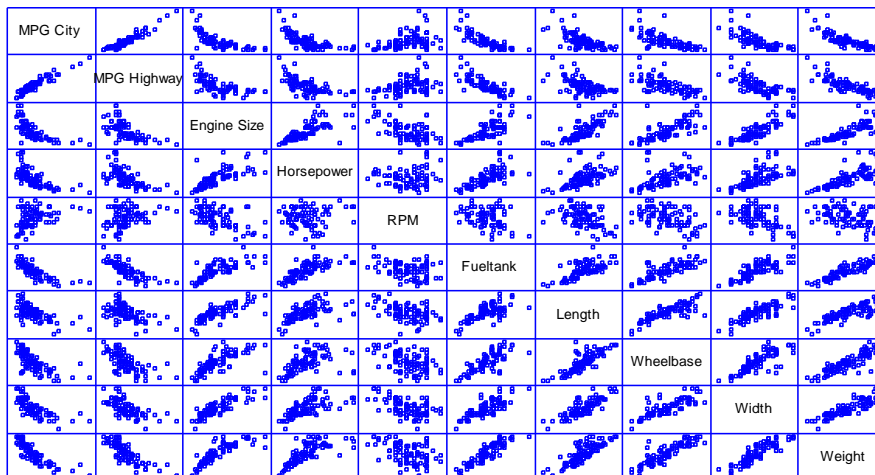 MPG City
MPG Highway
Engine Size
Horsepower
RPM
Fueltank
Length
Wheelbase
Width
Weight